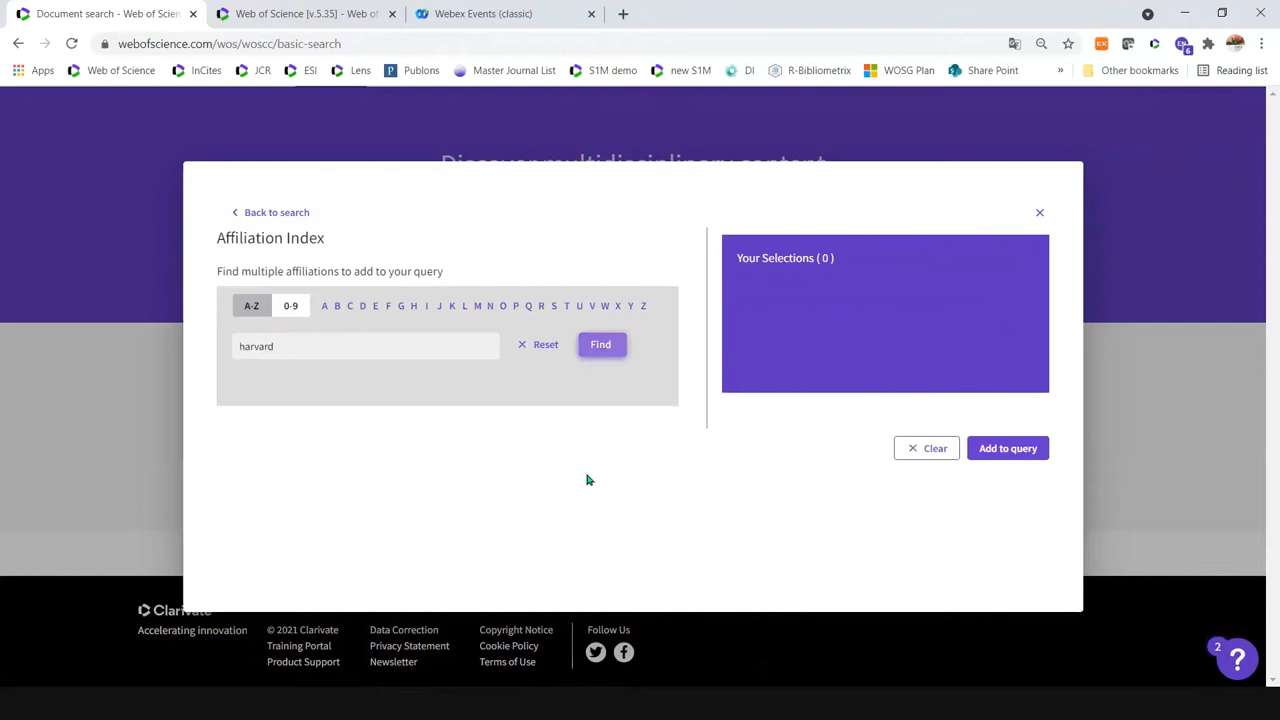 Document search - Web of Scien
Web of Science [v.5.35] - Web of
Webex Events (classic)
webofscience.com/wos/woscc/basic-search
EX
6
Apps
Web of Science
InCites
JCR
ESI
Lens
P Publons
Master Journal List
S1M demo
new S1M
DI
R-Bibliometrix
WOSG Plan
Share Point
»
Other bookmarks
Reading list
Discover multidisciplinary content
Back to search
Affiliation Index
Find multiple affiliations to add to your query
A-Z 0-9 A B C D E F G H I J K L M N O P Q R S T U V W X Y Z
harvard
Reset
Find
Your Selections ( 0 )
Clear
Add to query
Clarivate
Accelerating innovation
© 2021 Clarivate
Training Portal
Product Support
Data Correction
Privacy Statement
Newsletter
Copyright Notice
Cookie Policy
Terms of Use
Follow Us
2
?